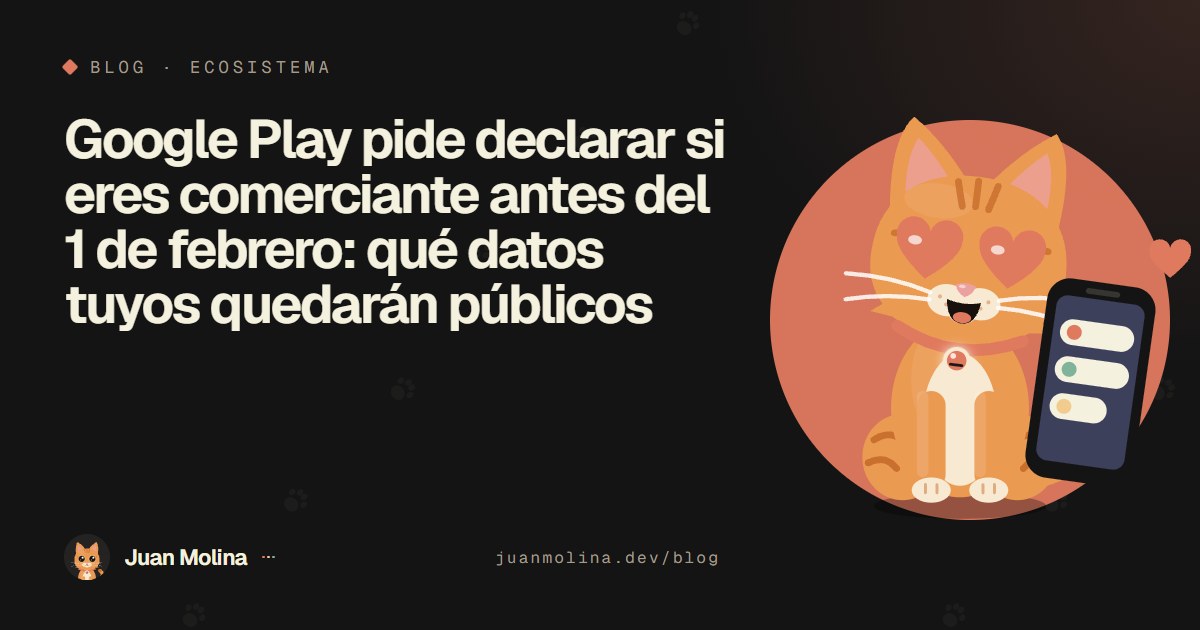 BLOG · ECOSISTEMA
Google Play pide declarar si
eres comerciante antes del
1 de febrero: qué datos
tuyos quedarán públicos
Juan Molina
juanmolina.dev/blog